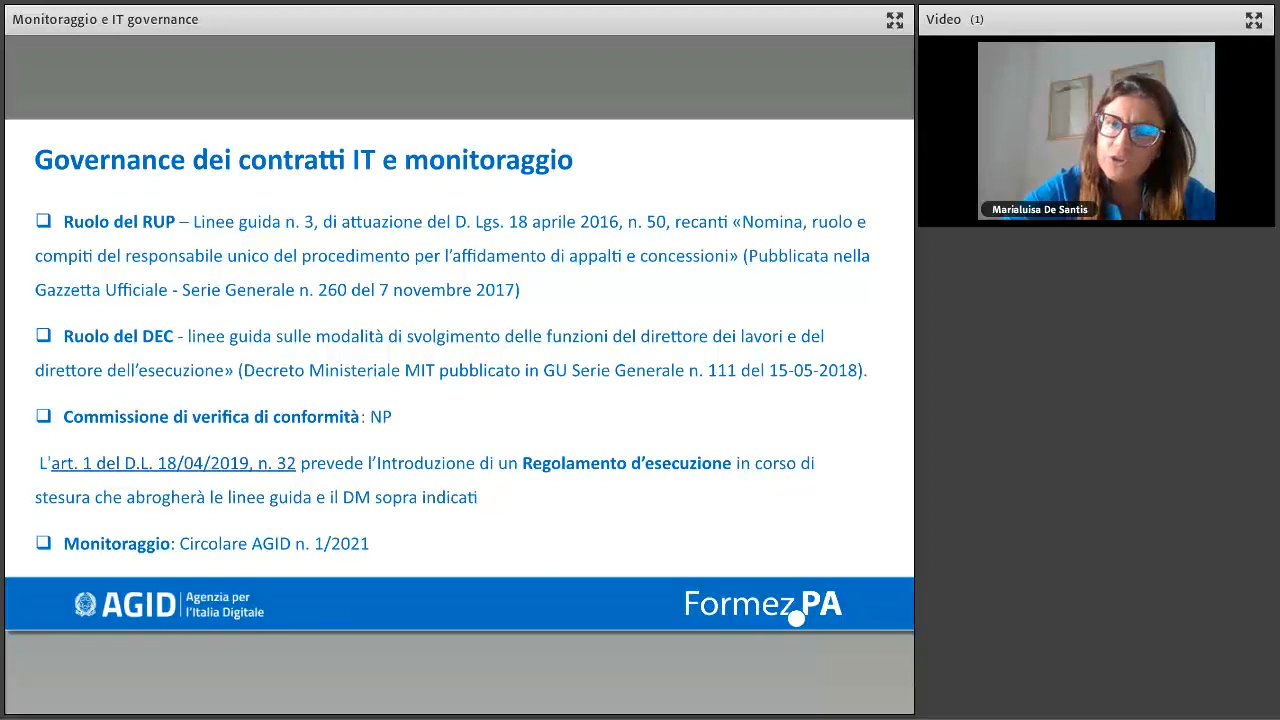 Monitoraggio e IT governance
Video (1)
Marialuisa De Santis
Governance dei contratti IT e monitoraggio
Ruolo del RUP – Linee guida n. 3, di attuazione del D. Lgs. 18 aprile 2016, n. 50, recanti «Nomina, ruolo e
compiti del responsabile unico del procedimento per l’affidamento di appalti e concessioni» (Pubblicata nella
Gazzetta Ufficiale - Serie Generale n. 260 del 7 novembre 2017)
Ruolo del DEC - linee guida sulle modalità di svolgimento delle funzioni del direttore dei lavori e del
direttore dell’esecuzione» (Decreto Ministeriale MIT pubblicato in GU Serie Generale n. 111 del 15-05-2018).
Commissione di verifica di conformità: NP
L'art. 1 del D.L. 18/04/2019, n. 32 prevede l’Introduzione di un Regolamento d’esecuzione in corso di
stesura che abrogherà le linee guida e il DM sopra indicati
Monitoraggio: Circolare AGID n. 1/2021
AGID Agenzia per
l’Italia Digitale
Formez PA